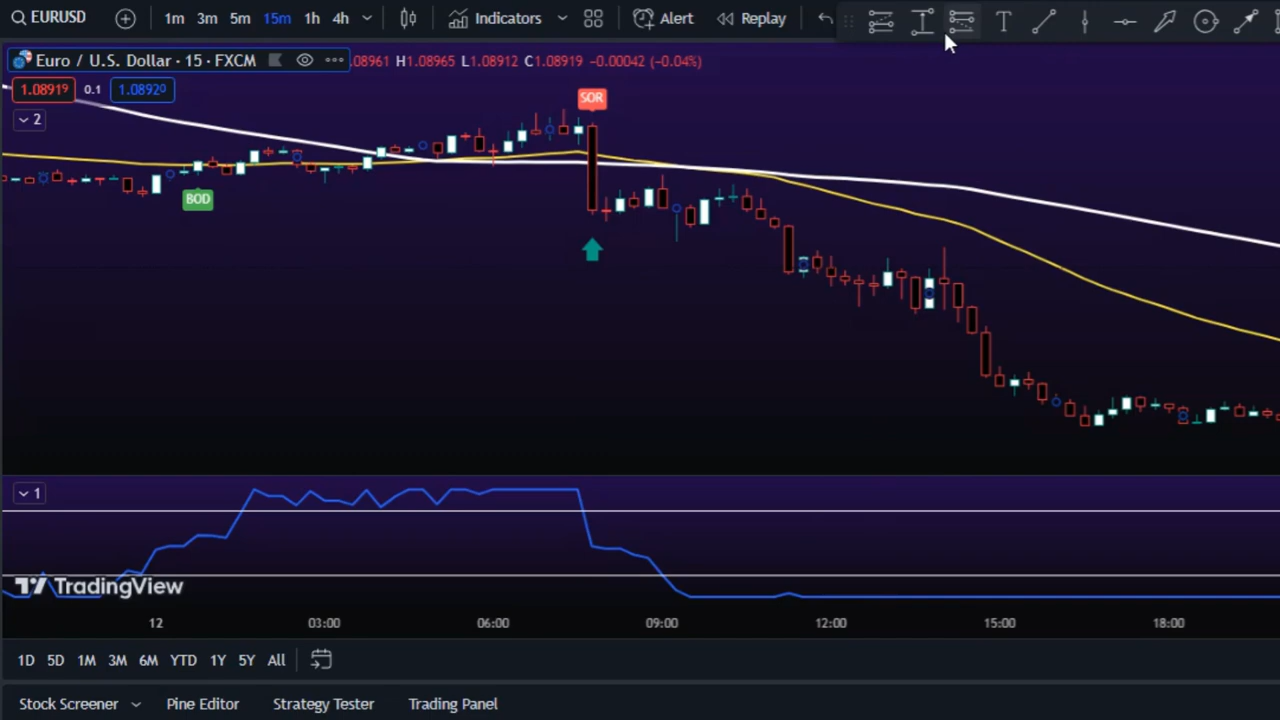 EURUSD 1m 3m 5m 15m 1h 4h Indicators Alert Replay T
Euro / U.S. Dollar · 15 · FXCM .08961 H1.08965 L1.08912 C1.08919 −0.00042 (−0.04%)
1.08919 0.1 1.08920
2
SOR
BOD
1
TradingView
12 03:00 06:00 09:00 12:00 15:00 18:00
1D 5D 1M 3M 6M YTD 1Y 5Y All
Stock Screener Pine Editor Strategy Tester Trading Panel